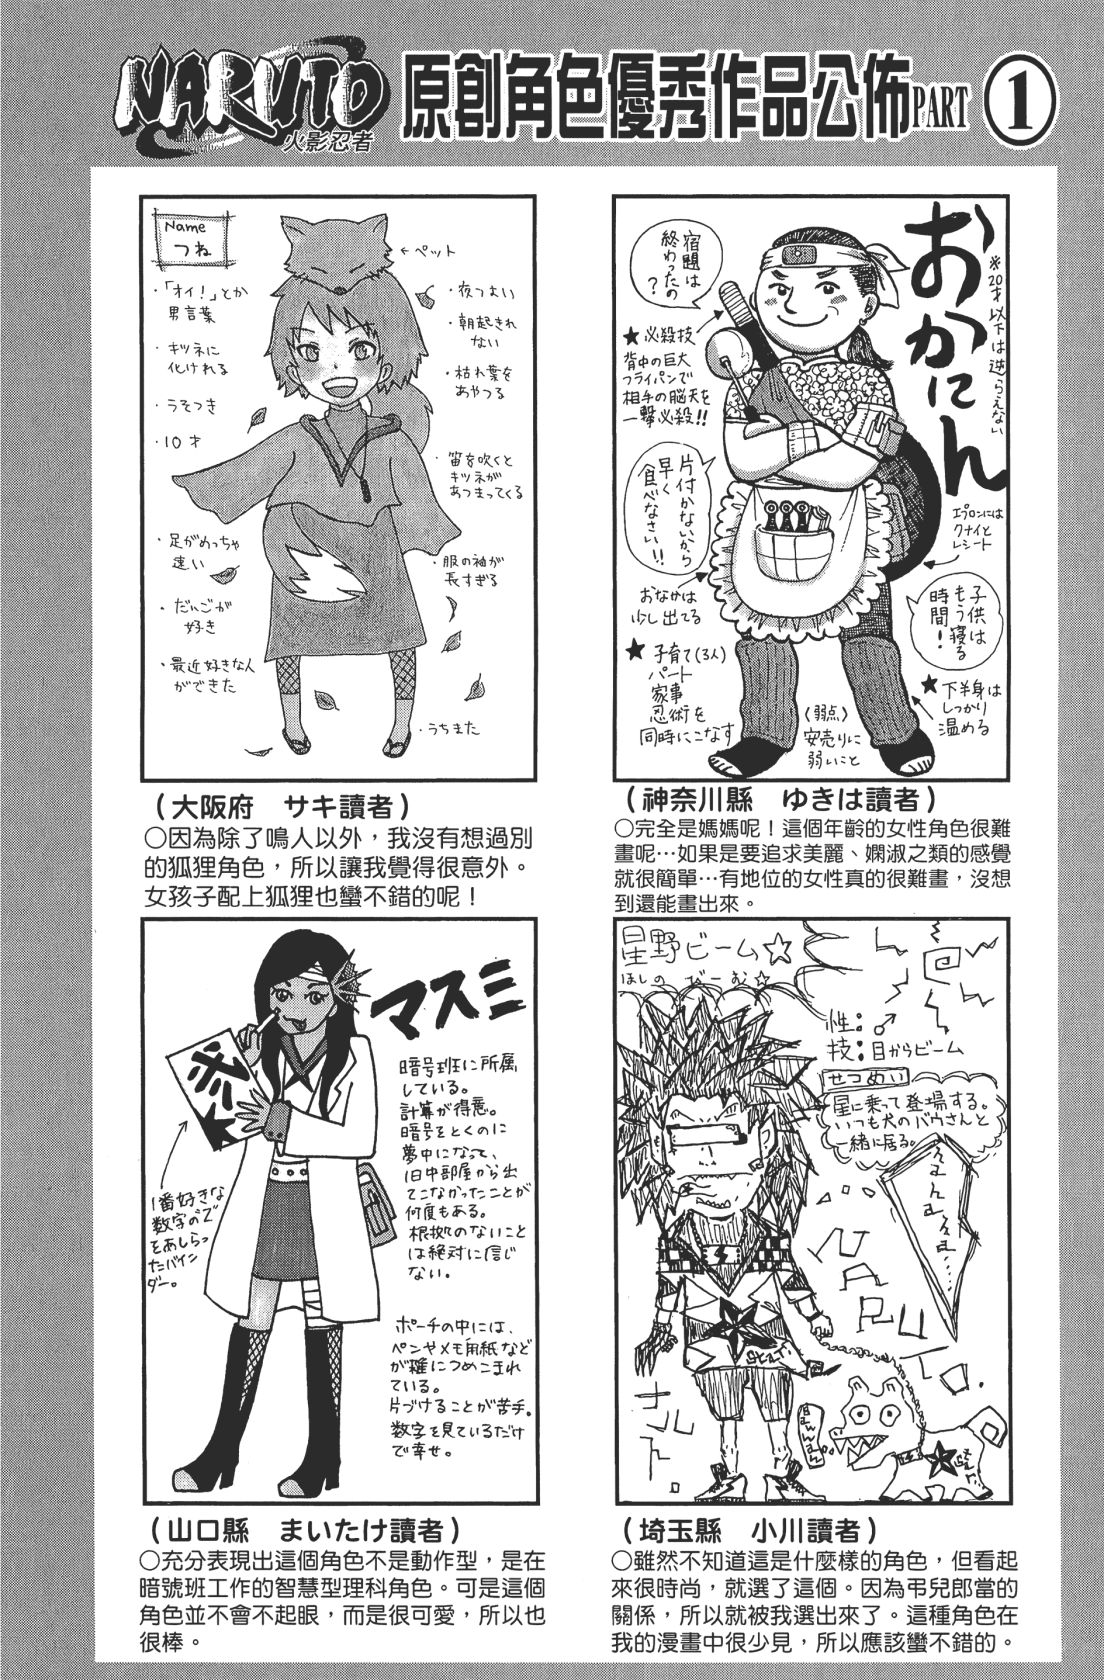 NARUTO
火影忍者
原創角色優秀作品公佈PART 1
Name
つね
←ペット
・「オイ！」とか
男言葉
・キツネに
化けれる
・うそつき
・10才
・足がめっちゃ
速い
・だんごが
好き
・最近好きな人
ができた
・夜つよい
・朝起きれ
ない
・枯れ葉を
あやつる
・笛を吹くと
キツネが
あつまってくる
・服の袖が
長すぎる
・うちまた
（大阪府　サキ讀者）
○因為除了鳴人以外，我沒有想過別
的狐狸角色，所以讓我覺得很意外。
女孩子配上狐狸也蠻不錯的呢！
おかにん
※20才以下は逆らえない
宿題は
終わったの
？
★必殺技
背中の巨大
フライパンで
相手の脳天を
一撃必殺!!
片付かないから
早く
食べなさい!!
おなかは
少し出てる
★子育て(3人)
パート
家事
忍術を
同時にこなす
エプロンには
クナイと
レシート
子供は
もう寝る
時間！
★下半身は
しっかり
温める
〈弱点〉
安売りに
弱いこと
（神奈川縣　ゆきは讀者）
○完全是媽媽呢！這個年齡的女性角色很難
畫呢…如果是要追求美麗、嫻淑之類的感覺
就很簡單…有地位的女性真的很難畫，沒想
到還能畫出來。
マスミ
暗号班に所属
している。
計算が得意。
暗号をとくのに
夢中になって、
1日中部屋から出
てこなかったことが
何度もある。
根拠のないこと
は絶対に信じ
ない。
1番好きな
数字の
をあしらっ
たバイン
ダー。
ポーチの中には、
ペンやメモ用紙など
が雑につめこまれ
ている。
片づけることが苦手。
数字を見ているだけ
で幸せ。
（山口縣　まいたけ讀者）
○充分表現出這個角色不是動作型，是在
暗號班工作的智慧型理科角色。可是這個
角色並不會不起眼，而是很可愛，所以也
很棒。
星野ビーム☆
ほしの びーむ☆
性:♂
技:目からビーム
せつめい
星に乗って登場する。
いつも犬のバウさんと
一緒に居る。
NARUTO
ナルト
Star
（埼玉縣　小川讀者）
○雖然不知道這是什麼樣的角色，但看起
來很時尚，就選了這個。因為弔兒郎當的
關係，所以就被我選出來了。這種角色在
我的漫畫中很少見，所以應該蠻不錯的。